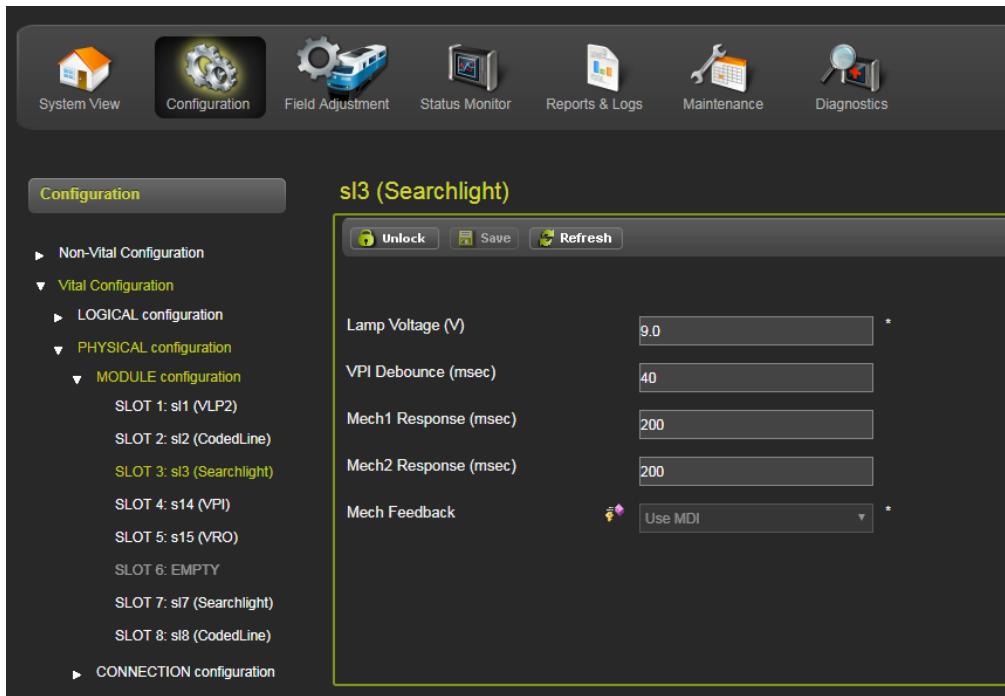 System View Configuration Field Adjustment Status Monitor Reports & Logs Maintenance Diagnostics
Configuration
Non-Vital Configuration
Vital Configuration
LOGICAL configuration
PHYSICAL configuration
MODULE configuration
SLOT 1: sl1 (VLP2)
SLOT 2: sl2 (CodedLine)
SLOT 3: sl3 (Searchlight)
SLOT 4: s14 (VPI)
SLOT 5: s15 (VRO)
SLOT 6: EMPTY
SLOT 7: sl7 (Searchlight)
SLOT 8: sl8 (CodedLine)
CONNECTION configuration
sl3 (Searchlight)
Unlock Save Refresh
Lamp Voltage (V) 9.0 *
VPI Debounce (msec) 40
Mech1 Response (msec) 200
Mech2 Response (msec) 200
Mech Feedback Use MDI *